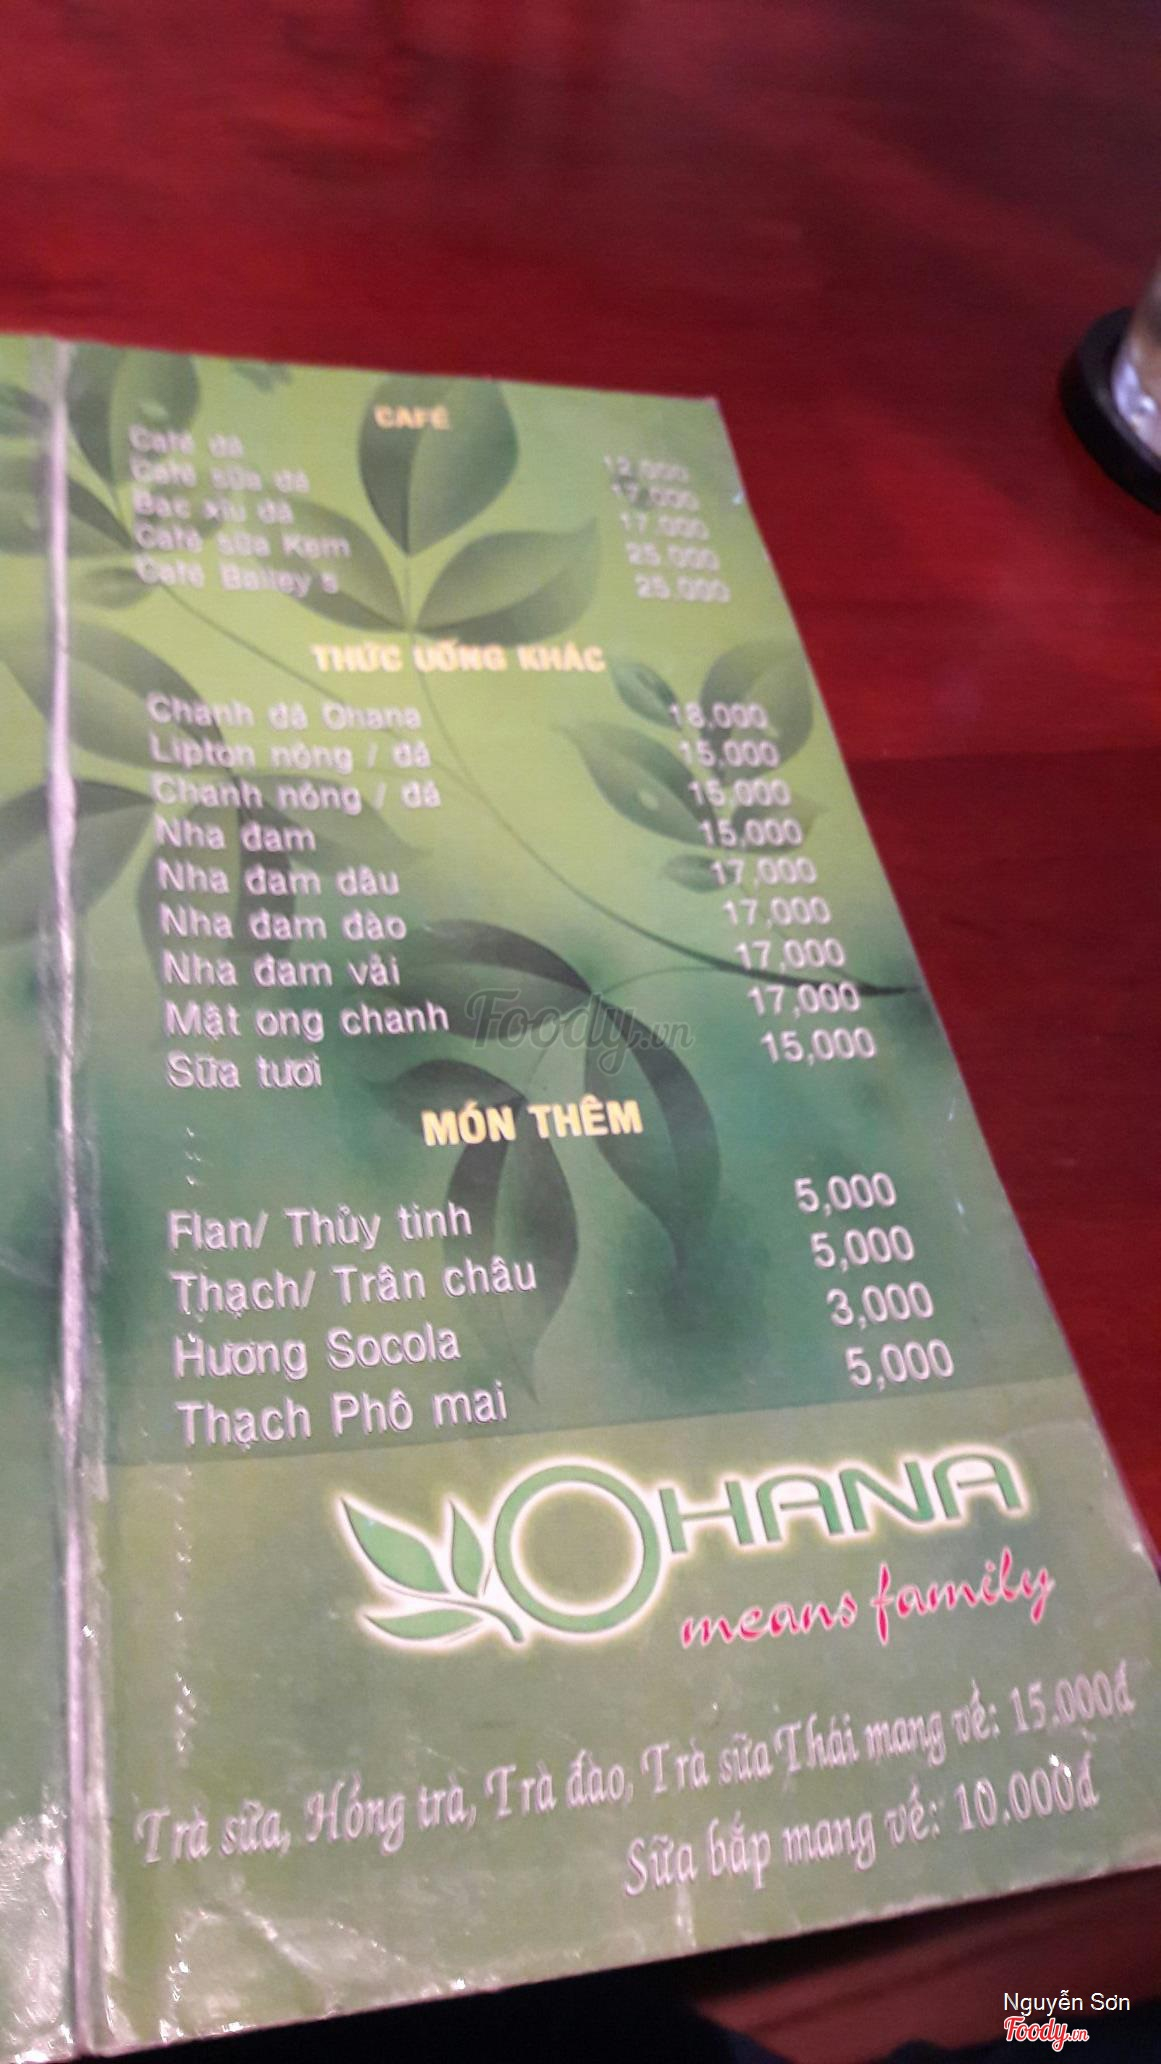 CAFÉ
Café đá 12.000
Café sữa đá 17.000
Bạc xỉu đá 17.000
Café sữa Kem 25.000
Café Bailey's 25.000
THỨC UỐNG KHÁC
Chanh đá Ohana 18,000
Lipton nóng / đá 15,000
Chanh nóng / đá 15,000
Nha đam 15,000
Nha đam dâu 17,000
Nha đam đào 17,000
Nha đam vải 17,000
Mật ong chanh 17,000
Sữa tươi 15,000
MÓN THÊM
Flan/ Thủy tinh 5,000
Thạch/ Trân châu 5,000
Hương Socola 3,000
Thạch Phô mai 5,000
OHANA
means family
Trà sữa, Hồng trà, Trà đào, Trà sữa Thái mang về: 15.000đ
Sữa bắp mang về: 10.000đ
Foody.vn
Nguyễn Sơn
Foody.vn